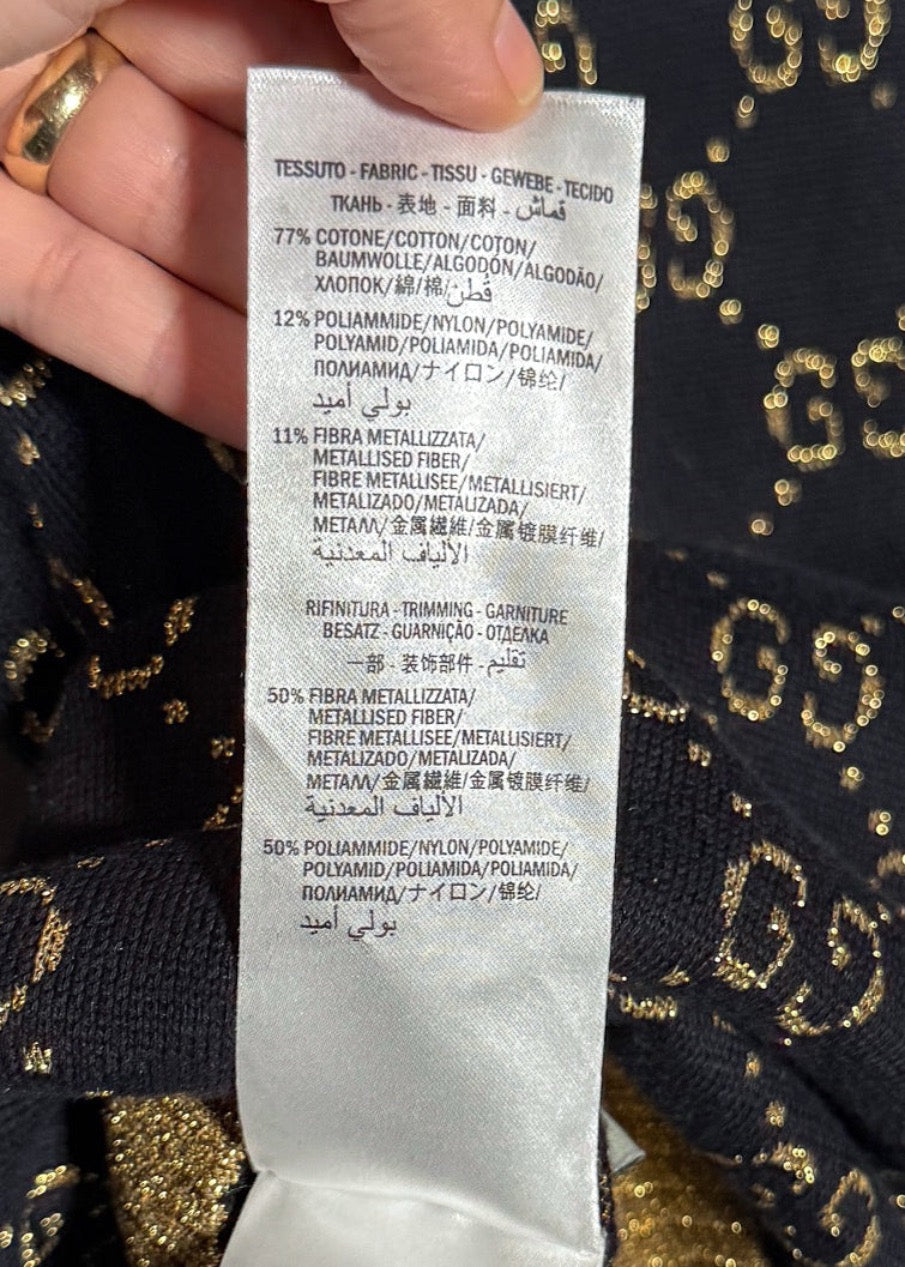 TESSUTO - FABRIC - TISSU - GEWEBE - TECIDO
ТКАНЬ - 表地 - 面料 - قماش
77% COTONE/COTTON/COTON/
BAUMWOLLE/ALGODÓN/ALGODÃO/
ХЛОПОК/綿/棉/قطن
12% POLIAMMIDE/NYLON/POLYAMIDE/
POLYAMID/POLIAMIDA/POLIAMIDA/
ПОЛИАМИД/ナイロン/锦纶/
بولي أميد
11% FIBRA METALLIZZATA/
METALLISED FIBER/
FIBRE METALLISEE/METALLISIERT/
METALIZADO/METALIZADA/
МЕТАЛЛ/金属繊維/金属镀膜纤维/
الألياف المعدنية
RIFINITURA - TRIMMING - GARNITURE
BESATZ - GUARNIÇÃO - ОТДЕЛКА
一部 - 装饰部件 - تقليم
50% FIBRA METALLIZZATA/
METALLISED FIBER/
FIBRE METALLISEE/METALLISIERT/
METALIZADO/METALIZADA/
МЕТАЛЛ/金属繊維/金属镀膜纤维/
الألياف المعدنية
50% POLIAMMIDE/NYLON/POLYAMIDE/
POLYAMID/POLIAMIDA/POLIAMIDA/
ПОЛИАМИД/ナイロン/锦纶/
بولي أميد